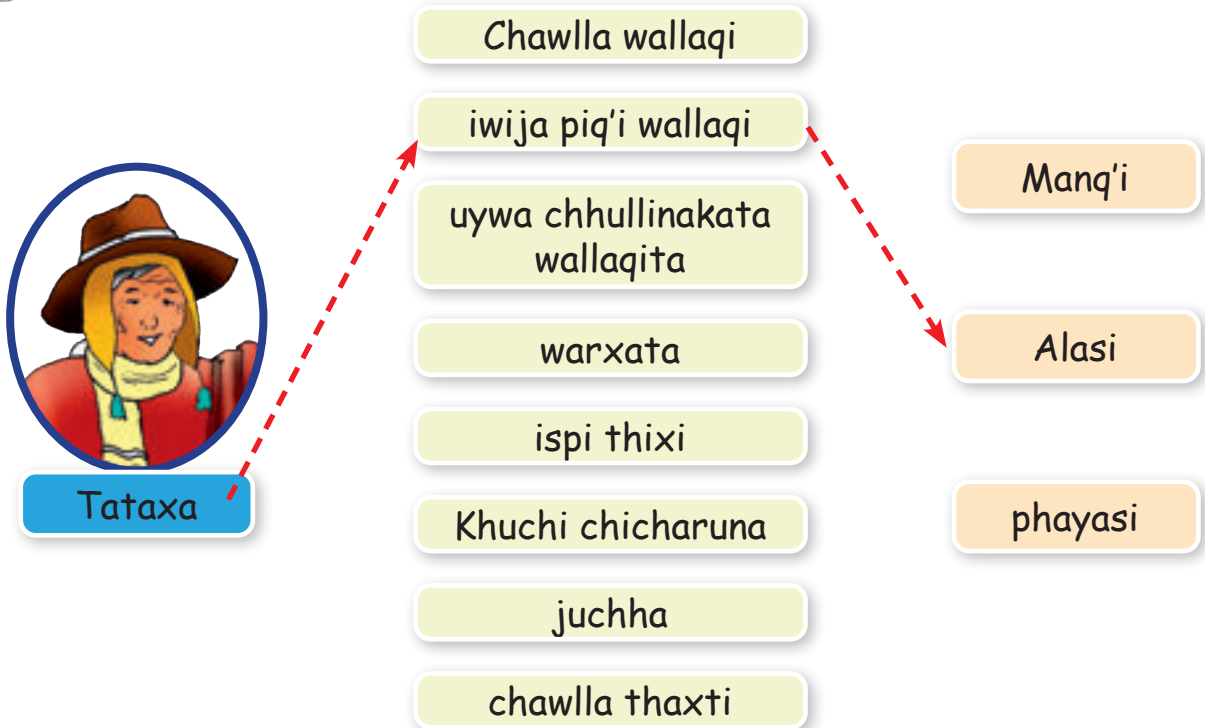 Chawlla wallaqi
iwija piq'i wallaqi
uywa chhullinakata
wallaqita
warxata
ispi thixi
Khuchi chicharuna
juchha
chawlla thaxti
Tataxa
Manq'i
Alasi
phayasi